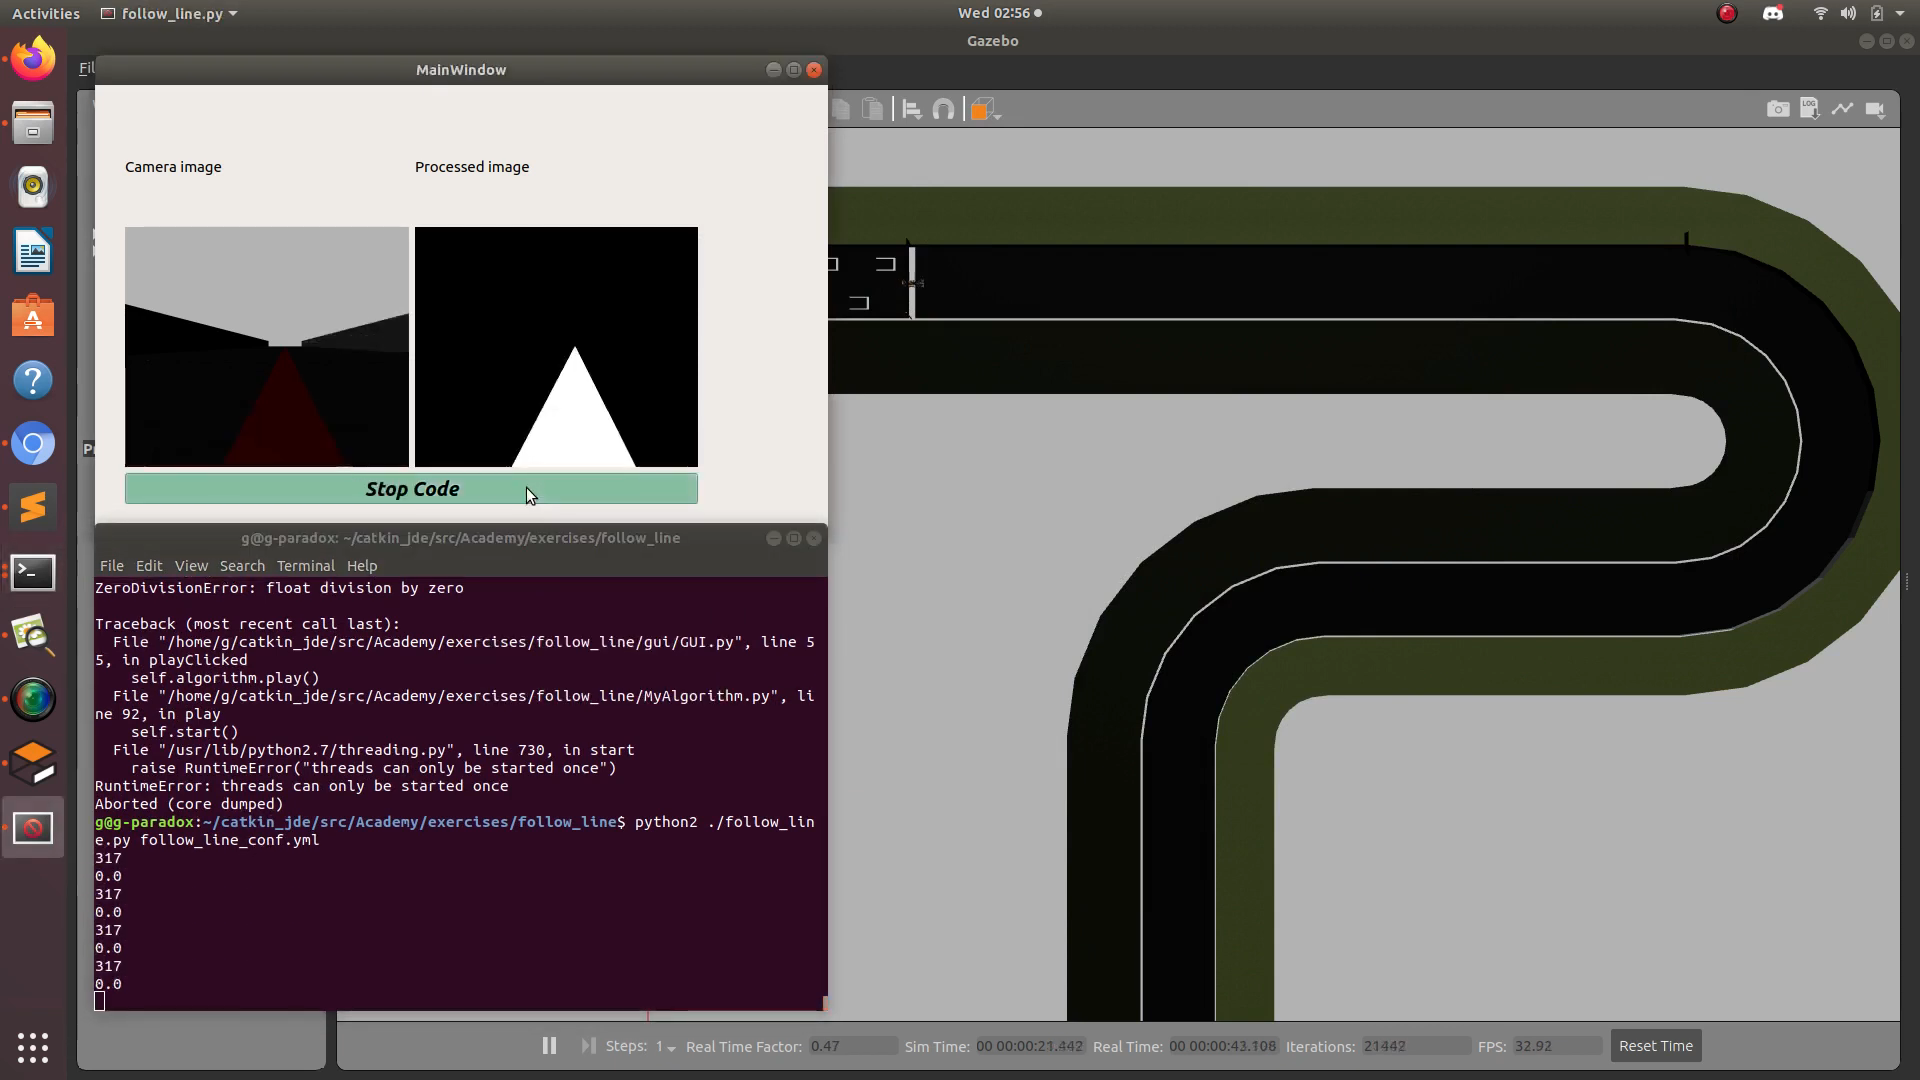 Activities
follow_line.py
Wed 02:56
Gazebo
Fil
MainWindow
LOG
Camera image
Processed image
Stop Code
g@g-paradox: ~/catkin_jde/src/Academy/exercises/follow_line
File Edit View Search Terminal Help
ZeroDivisionError: float division by zero
Traceback (most recent call last):
File "/home/g/catkin_jde/src/Academy/exercises/follow_line/gui/GUI.py", line 5
5, in playClicked
self.algorithm.play()
File "/home/g/catkin_jde/src/Academy/exercises/follow_line/MyAlgorithm.py", li
ne 92, in play
self.start()
File "/usr/lib/python2.7/threading.py", line 730, in start
raise RuntimeError("threads can only be started once")
RuntimeError: threads can only be started once
Aborted (core dumped)
g@g-paradox:~/catkin_jde/src/Academy/exercises/follow_line$ python2 ./follow_lin
e.py follow_line_conf.yml
317
0.0
317
0.0
317
0.0
317
0.0
Steps: 1 Real Time Factor: 0.47 Sim Time: 00 00:00:21.442 Real Time: 00 00:00:43.108 Iterations: 21442 FPS: 32.92 Reset Time